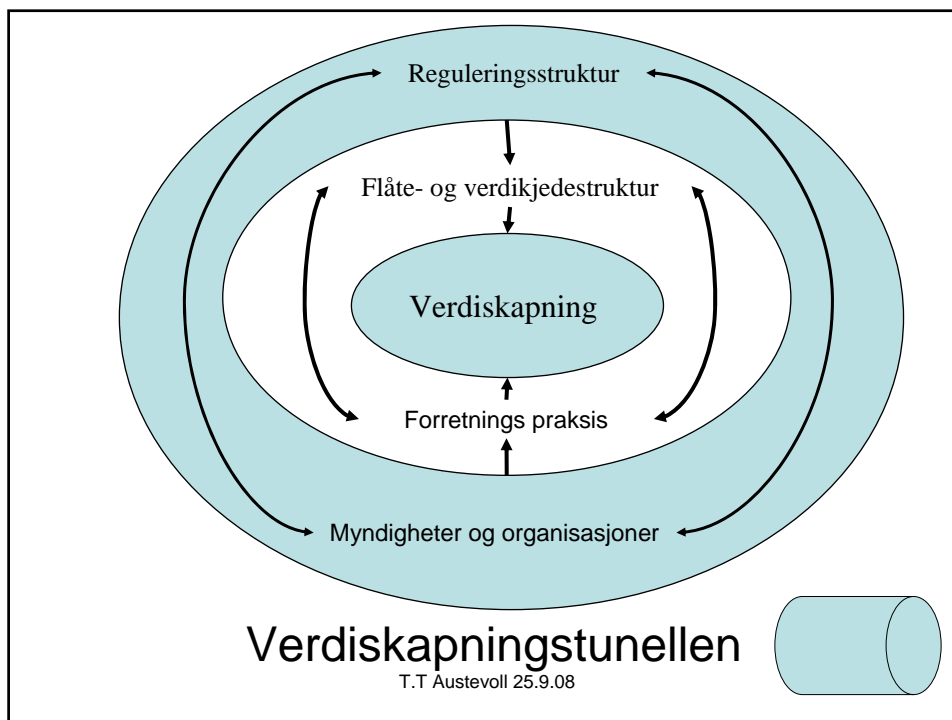 Reguleringsstruktur
Flåte- og verdikjedestruktur
Verdiskapning
Forretnings praksis
Myndigheter og organisasjoner
Verdiskapningstunellen
T.T Austevoll 25.9.08